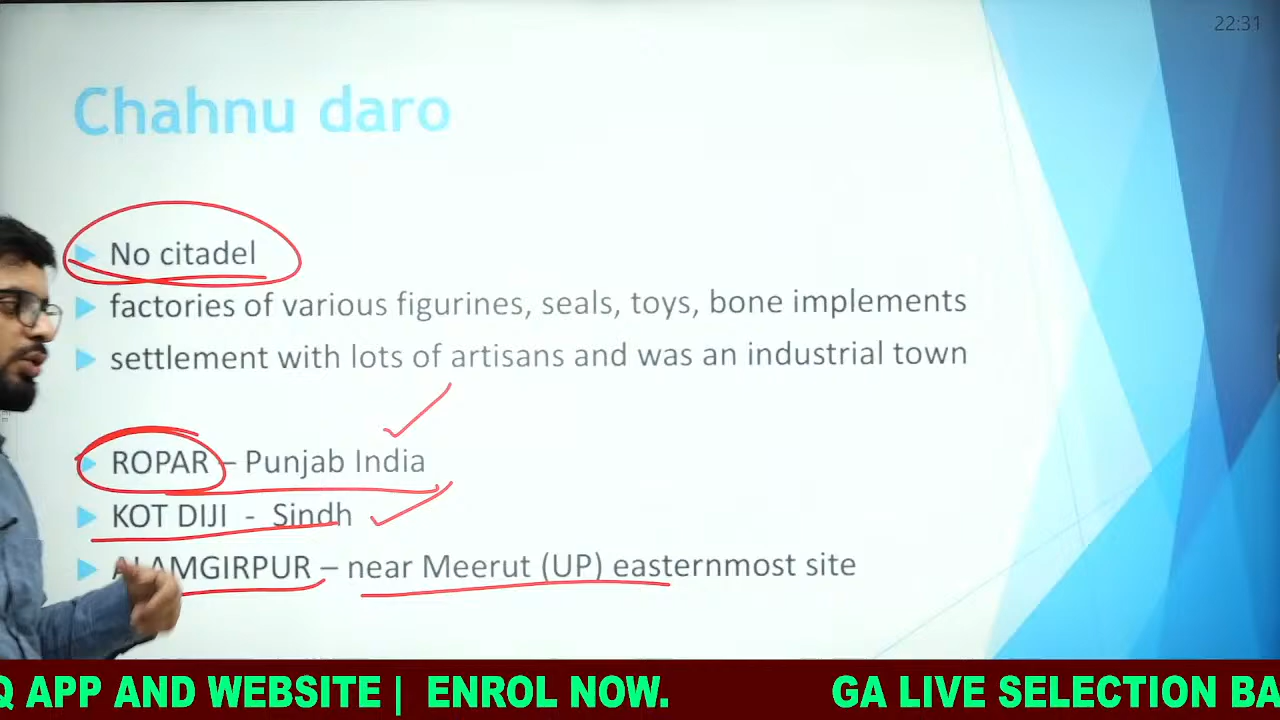 22:31
Chahnu daro
No citadel
factories of various figurines, seals, toys, bone implements
settlement with lots of artisans and was an industrial town
ROPAR – Punjab India
KOT DIJI - Sindh
ALAMGIRPUR – near Meerut (UP) easternmost site
Q APP AND WEBSITE | ENROL NOW. GA LIVE SELECTION BA